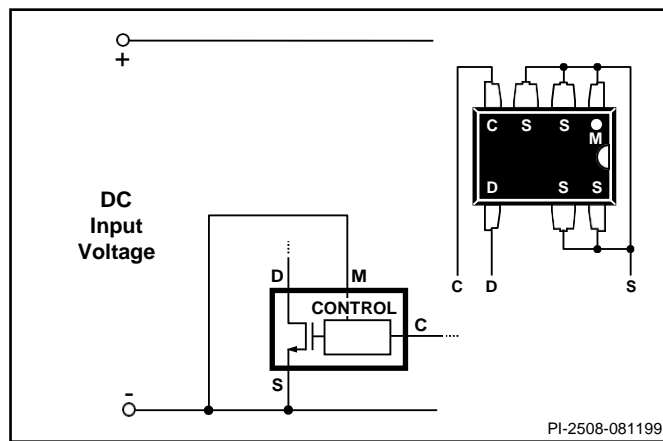 +
C S S
M
D S S
DC
Input
Voltage
C D S
D M
CONTROL
C
S
-
PI-2508-081199